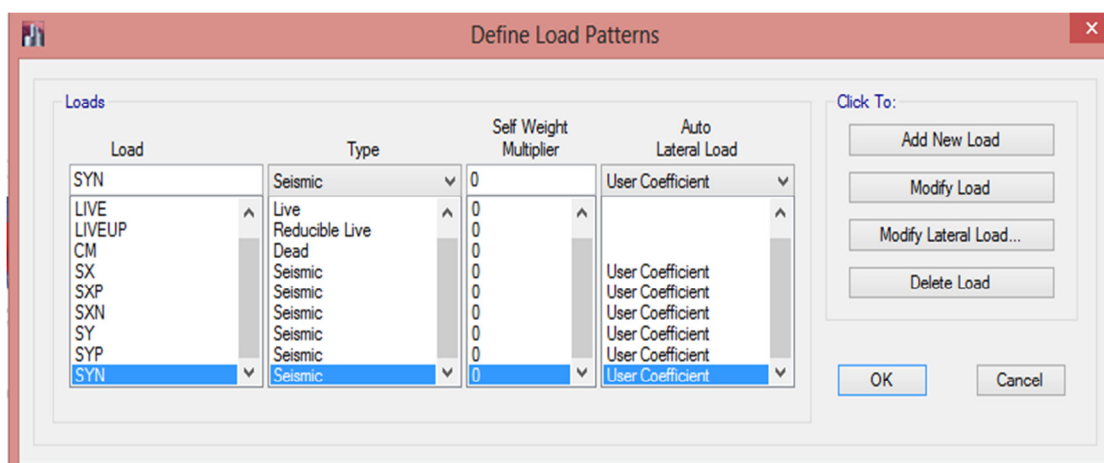 Define Load Patterns
Loads
Click To:
Load Type Self Weight Multiplier Auto Lateral Load
SYN Seismic 0 User Coefficient
LIVE Live 0
LIVEUP Reducible Live 0
CM Dead 0
SX Seismic 0 User Coefficient
SXP Seismic 0 User Coefficient
SXN Seismic 0 User Coefficient
SY Seismic 0 User Coefficient
SYP Seismic 0 User Coefficient
SYN Seismic 0 User Coefficient
Add New Load
Modify Load
Modify Lateral Load...
Delete Load
OK
Cancel